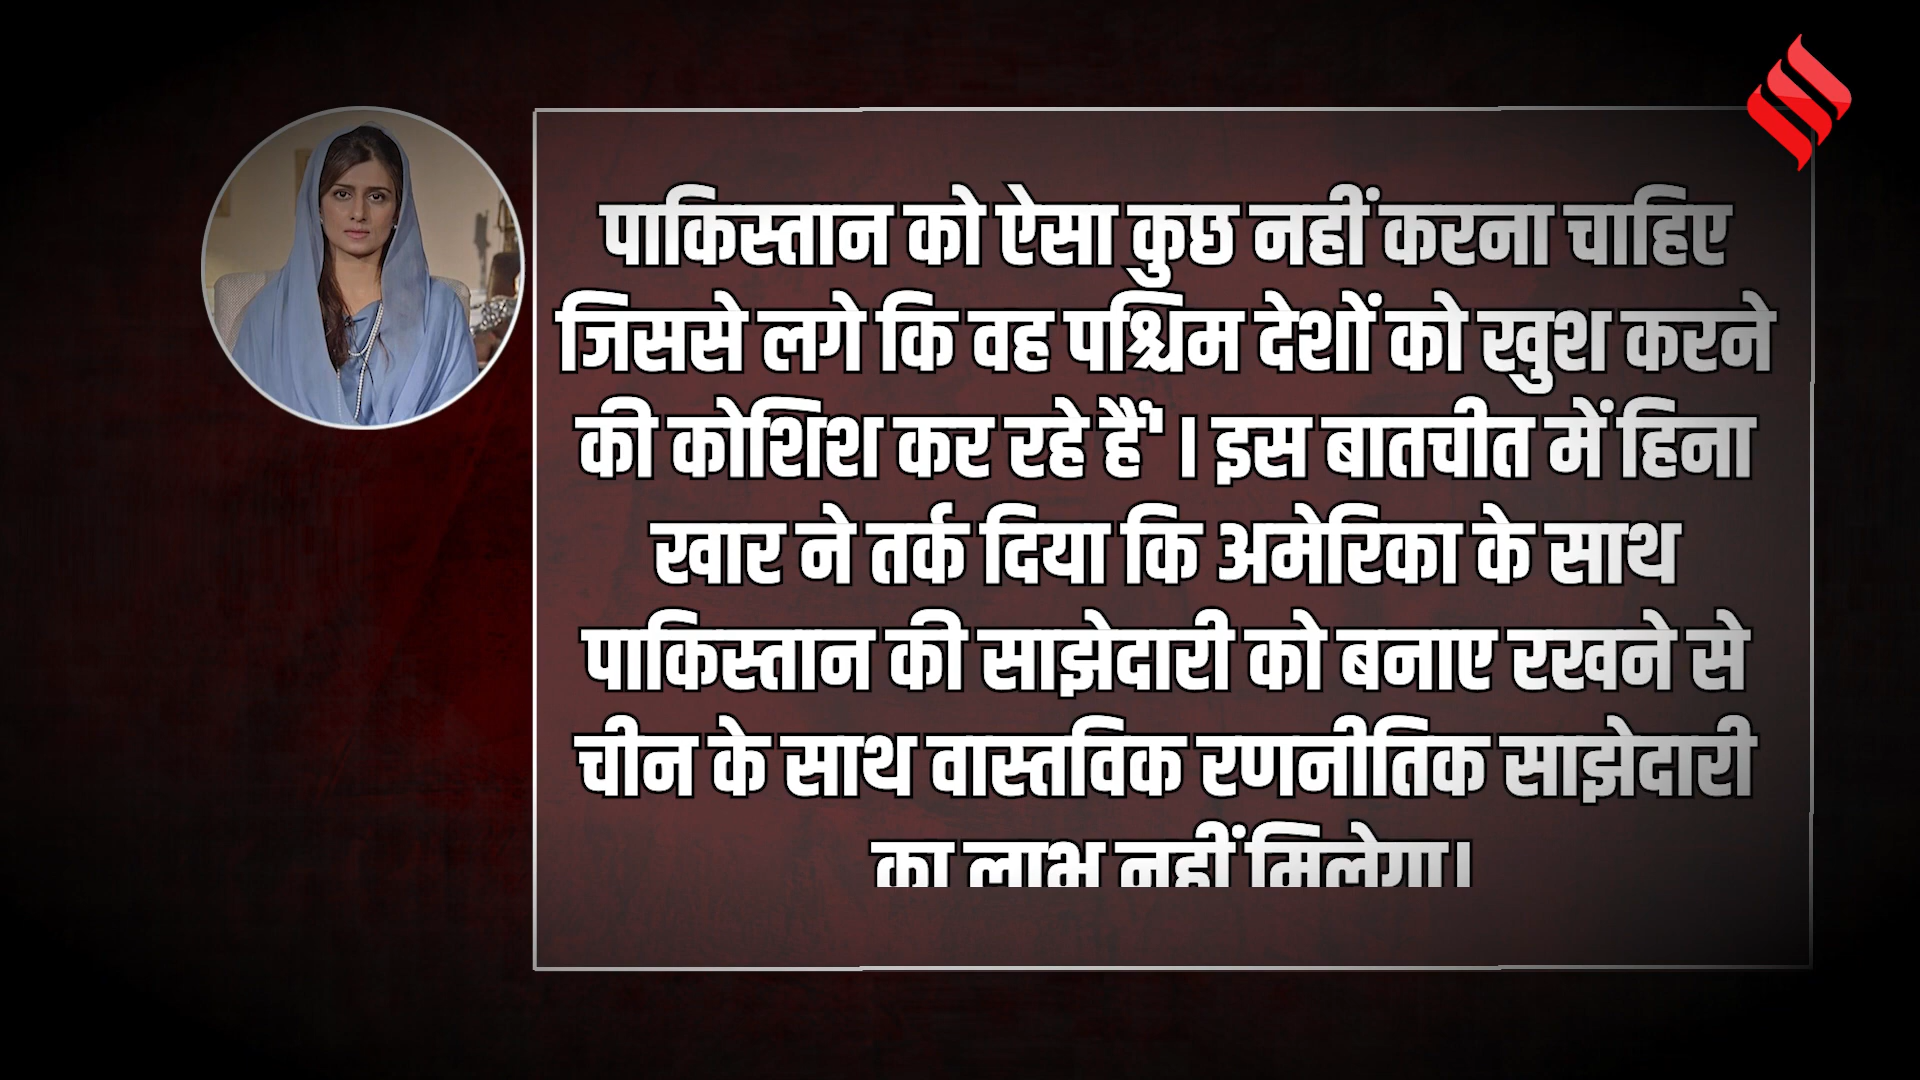 पाकिस्तान को ऐसा कुछ नहीं करना चाहिए
जिससे लगे कि वह पश्चिम देशों को खुश करने
की कोशिश कर रहे हैं' । इस बातचीत में हिना
खार ने तर्क दिया कि अमेरिका के साथ
पाकिस्तान की साझेदारी को बनाए रखने से
चीन के साथ वास्तविक रणनीतिक साझेदारी
का लाभ नहीं मिलेगा।